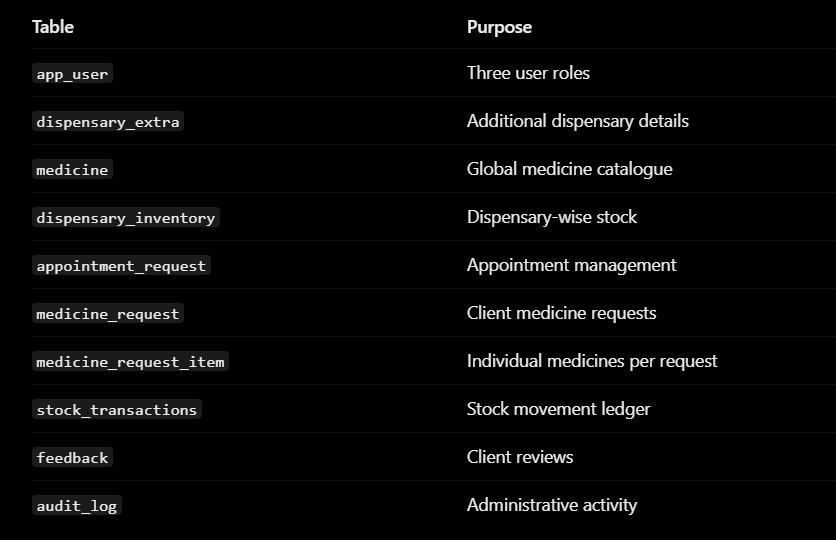 Table Purpose
app_user Three user roles
dispensary_extra Additional dispensary details
medicine Global medicine catalogue
dispensary_inventory Dispensary-wise stock
appointment_request Appointment management
medicine_request Client medicine requests
medicine_request_item Individual medicines per request
stock_transactions Stock movement ledger
feedback Client reviews
audit_log Administrative activity